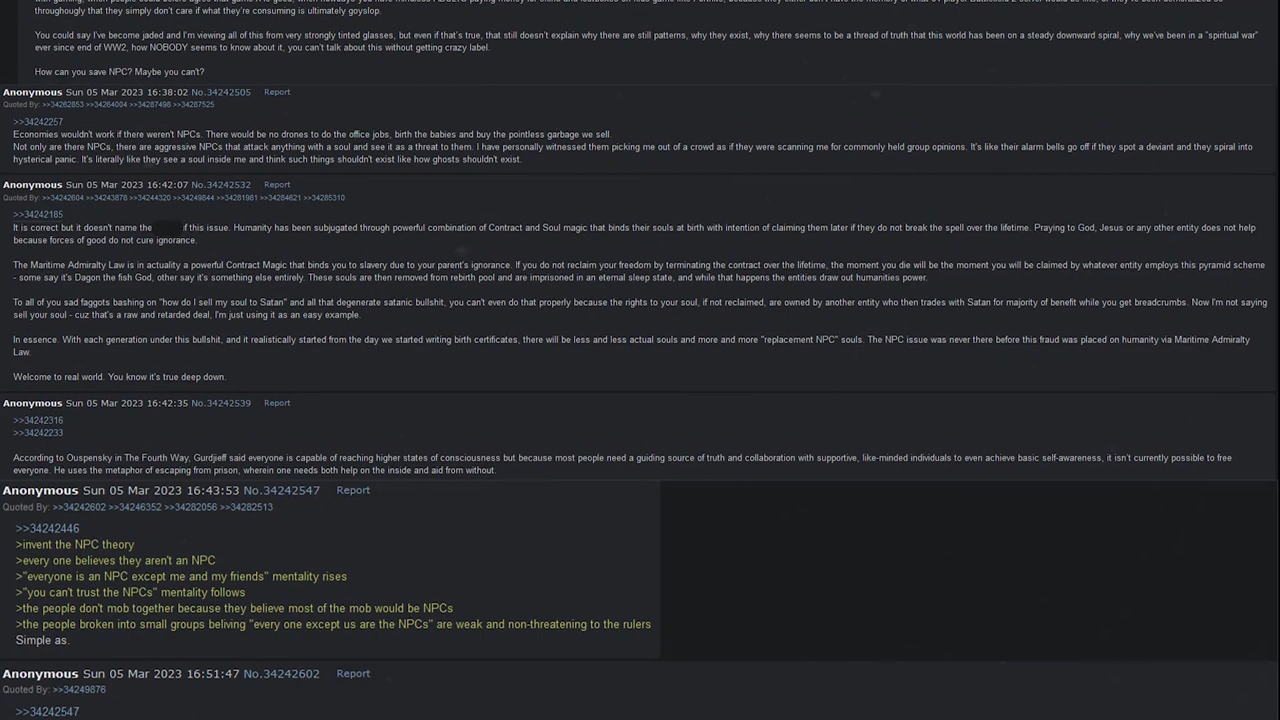 throughougly that they simply don't care if what they're consuming is ultimately goyslop.
You could say I've become jaded and I'm viewing all of this from very strongly tinted glasses, but even if that's true, that still doesn't explain why there are still patterns, why they exist, why there seems to be a thread of truth that this world has been on a steady downward spiral, why we've been in a "spiritual war"
ever since end of WW2, how NOBODY seems to know about it, you can't talk about this without getting crazy label.
How can you save NPC? Maybe you can't?
Anonymous Sun 05 Mar 2023 16:38:02 No.34242505 Report
Quoted By: >>34262853 >>34264004 >>34287498 >>34287525
>>34242257
Economies wouldn't work if there weren't NPCs. There would be no drones to do the office jobs, birth the babies and buy the pointless garbage we sell.
Not only are there NPCs, there are aggressive NPCs that attack anything with a soul and see it as a threat to them. I have personally witnessed them picking me out of a crowd as if they were scanning me for commonly held group opinions. It's like their alarm bells go off if they spot a deviant and they spiral into
hysterical panic. It's literally like they see a soul inside me and think such things shouldn't exist like how ghosts shouldn't exist.
Anonymous Sun 05 Mar 2023 16:42:07 No.34242532 Report
Quoted By: >>34242604 >>34243878 >>34244320 >>34249844 >>34281981 >>34284621 >>34285310
>>34242185
It is correct but it doesn't name the f this issue. Humanity has been subjugated through powerful combination of Contract and Soul magic that binds their souls at birth with intention of claiming them later if they do not break the spell over the lifetime. Praying to God, Jesus or any other entity does not help
because forces of good do not cure ignorance.
The Maritime Admiralty Law is in actuality a powerful Contract Magic that binds you to slavery due to your parent's ignorance. If you do not reclaim your freedom by terminating the contract over the lifetime, the moment you die will be the moment you will be claimed by whatever entity employs this pyramid scheme
- some say it's Dagon the fish God, other say it's something else entirely. These souls are then removed from rebirth pool and are imprisoned in an eternal sleep state, and while that happens the entities draw out humanities power.
To all of you sad faggots bashing on "how do I sell my soul to Satan" and all that degenerate satanic bullshit, you can't even do that properly because the rights to your soul, if not reclaimed, are owned by another entity who then trades with Satan for majority of benefit while you get breadcrumbs. Now I'm not saying
sell your soul - cuz that's a raw and retarded deal, I'm just using it as an easy example.
In essence. With each generation under this bullshit, and it realistically started from the day we started writing birth certificates, there will be less and less actual souls and more and more "replacement NPC" souls. The NPC issue was never there before this fraud was placed on humanity via Maritime Admiralty
Law.
Welcome to real world. You know it's true deep down.
Anonymous Sun 05 Mar 2023 16:42:35 No.34242539 Report
>>34242316
>>34242233
According to Ouspensky in The Fourth Way, Gurdjieff said everyone is capable of reaching higher states of consciousness but because most people need a guiding source of truth and collaboration with supportive, like-minded individuals to even achieve basic self-awareness, it isn't currently possible to free
everyone. He uses the metaphor of escaping from prison, wherein one needs both help on the inside and aid from without.
Anonymous Sun 05 Mar 2023 16:43:53 No.34242547 Report
Quoted By: >>34242602 >>34246352 >>34282056 >>34282513
>>34242446
>invent the NPC theory
>every one believes they aren't an NPC
>"everyone is an NPC except me and my friends" mentality rises
>"you can't trust the NPCs" mentality follows
>the people don't mob together because they believe most of the mob would be NPCs
>the people broken into small groups beliving "every one except us are the NPCs" are weak and non-threatening to the rulers
Simple as.
Anonymous Sun 05 Mar 2023 16:51:47 No.34242602 Report
Quoted By: >>34249876
>>34242547